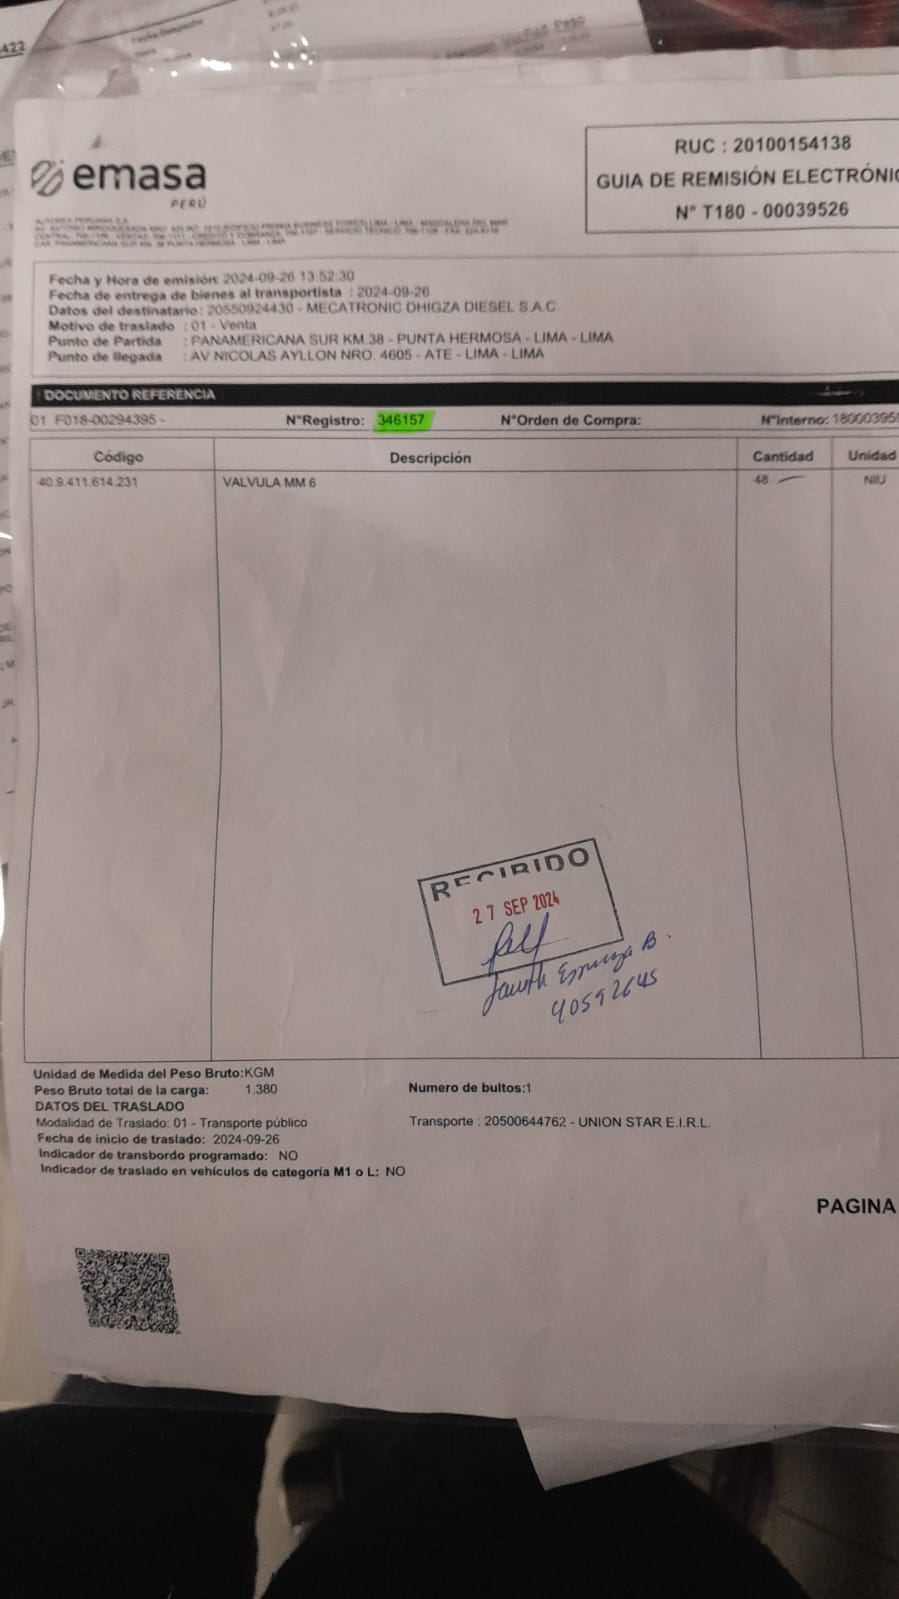 422
emasa
PERÚ
RUC : 20100154138
GUIA DE REMISIÓN ELECTRÓNIC
N° T180 - 00039526
Fecha y Hora de emisión: 2024-09-26 13:52:30
Fecha de entrega de bienes al transportista : 2024-09-26
Datos del destinatario: 20550924430 - MECATRONIC DHIGZA DIESEL S.A.C
Motivo de traslado : 01 - Venta
Punto de Partida : PANAMERICANA SUR KM.38 - PUNTA HERMOSA - LIMA - LIMA
Punto de llegada : AV NICOLAS AYLLON NRO. 4605 - ATE - LIMA - LIMA
DOCUMENTO REFERENCIA
01 F018-00294395 - N°Registro: 346157 N°Orden de Compra: N°Interno: 18000395
Código Descripción Cantidad Unidad
40.9.411.614.231 VALVULA MM 6 48 NIU
RECIBIDO
27 SEP 2024
B.
40592645
Unidad de Medida del Peso Bruto:KGM
Peso Bruto total de la carga: 1.380 Numero de bultos:1
DATOS DEL TRASLADO
Modalidad de Traslado: 01 - Transporte público Transporte : 20500644762 - UNION STAR E.I.R.L.
Fecha de inicio de traslado: 2024-09-26
Indicador de transbordo programado: NO
Indicador de traslado en vehículos de categoría M1 o L: NO
PAGINA